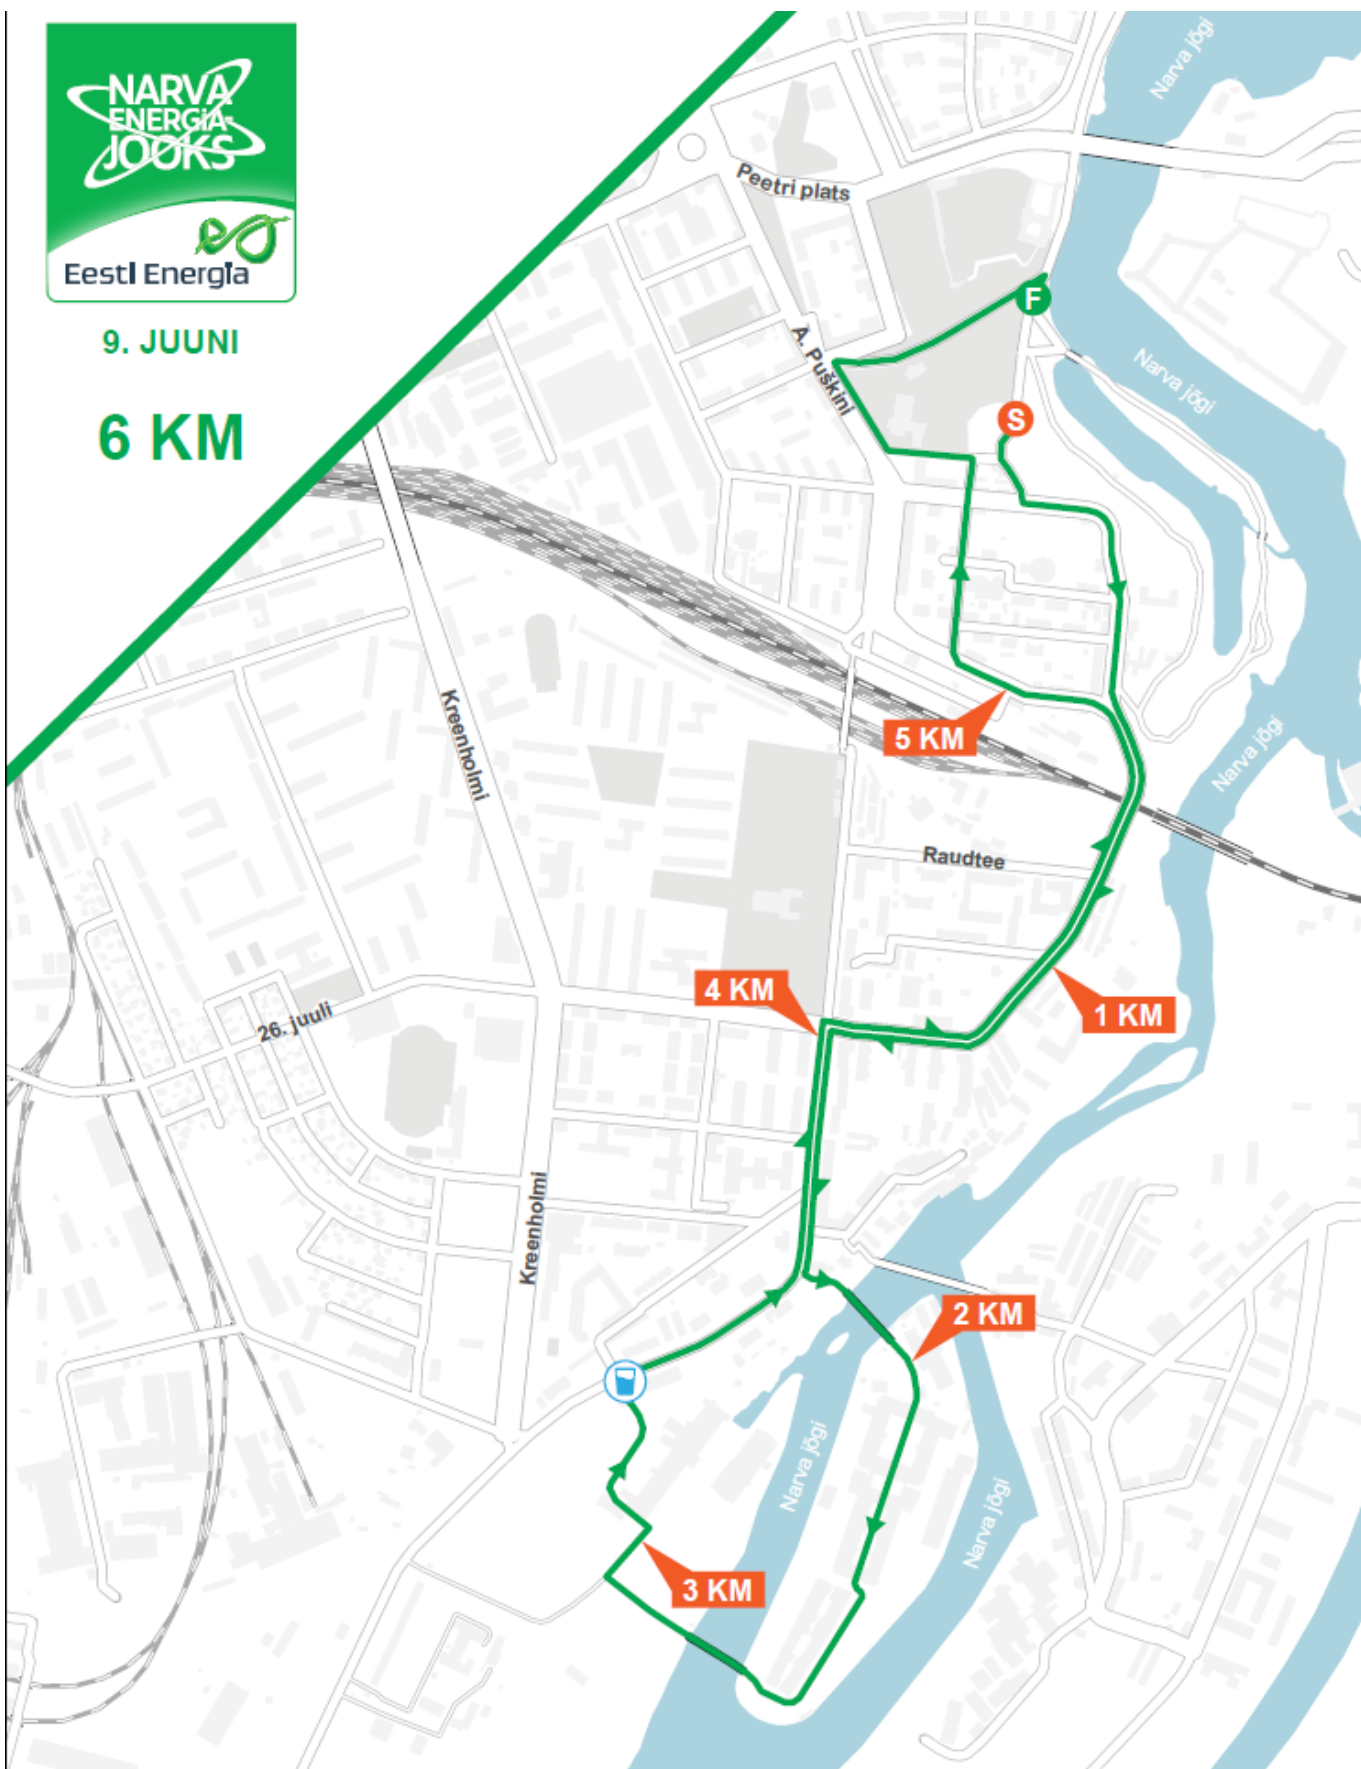 NARVA
ENERGIA-
JOOKS
Eesti Energia
9. JUUNI
6 KM
Narva jõgi
Peetri plats
F
A. Puškini
Narva jõgi
S
Kreenholmi
5 KM
Narva jõgi
Raudtee
4 KM
1 KM
26. juuli
Kreenholmi
2 KM
Narva jõgi
Narva jõgi
3 KM